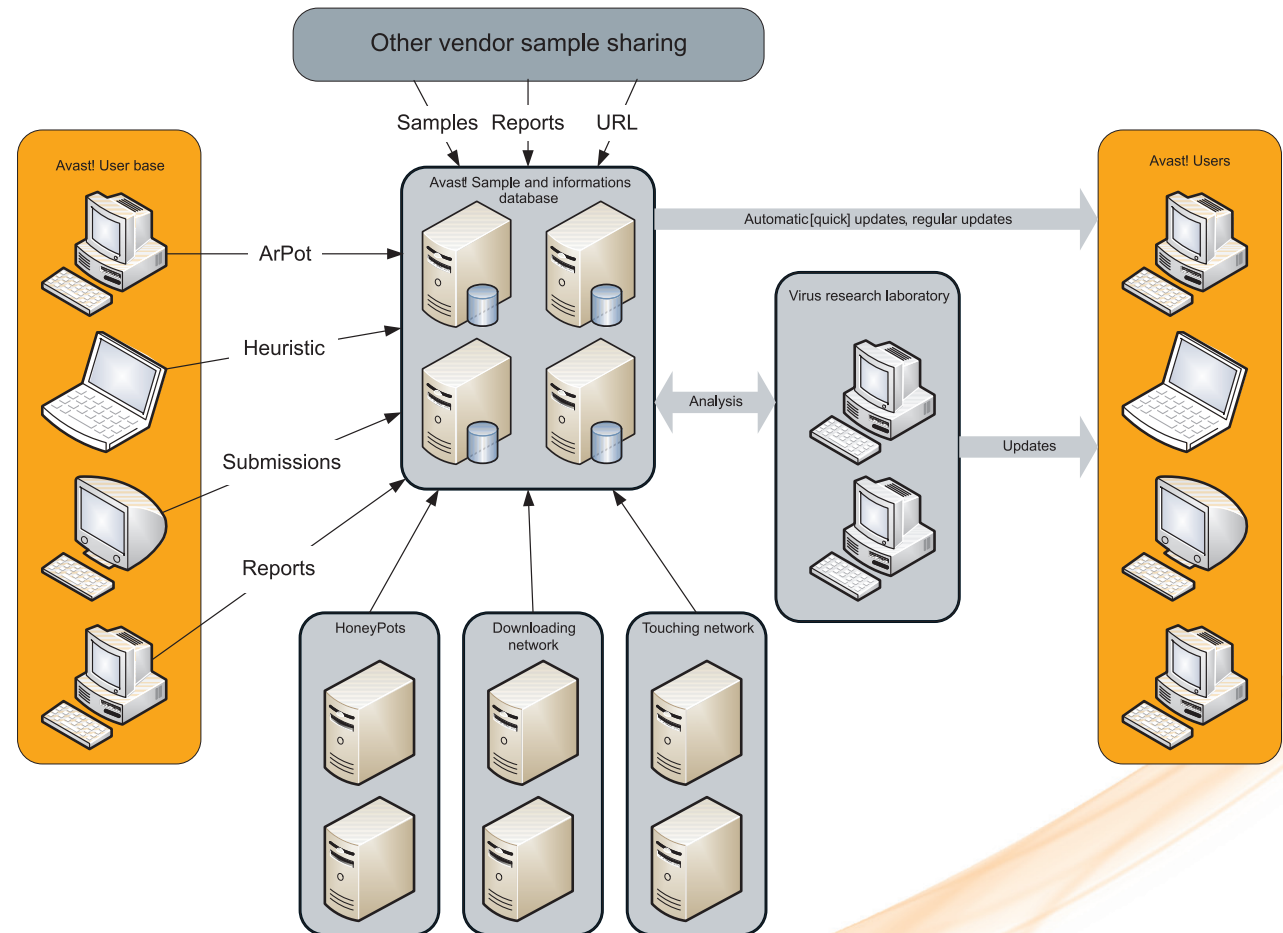 Other vendor sample sharing
Samples Reports URL
Avast! User base
Avast! Sample and informations
database
Avast! Users
Automatic[quick] updates, regular updates
ArPot
Virus research laboratory
Heuristic
Analysis
Submissions
Updates
Reports
HoneyPots
Downloading
network
Touching network